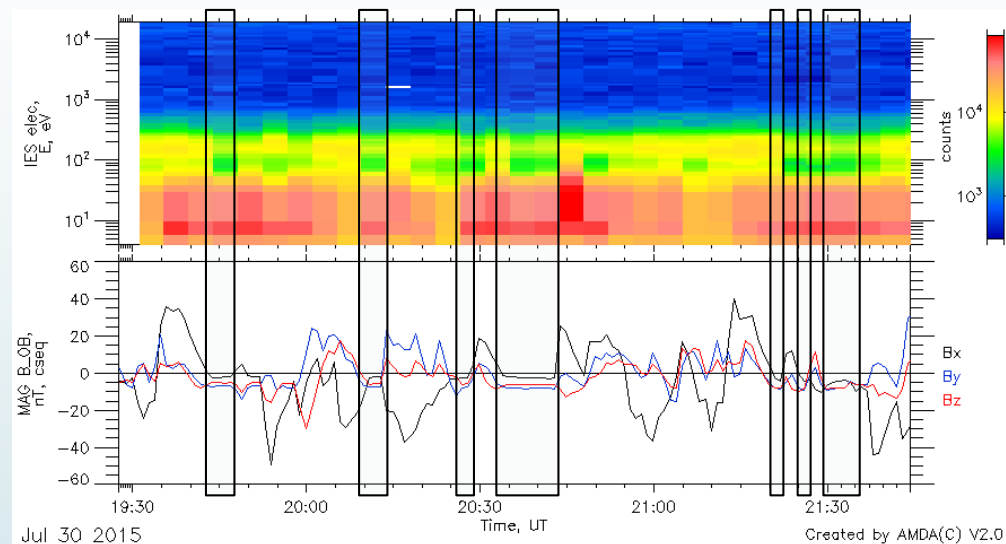 10⁴
10³
10²
10¹
IES elec,
E, eV
counts
10⁴
10³
60
40
20
0
-20
-40
-60
MAG B_OB,
nT, cseq
Bx
By
Bz
19:30
20:00
20:30
21:00
21:30
Time, UT
Jul 30 2015
Created by AMDA(C) V2.0